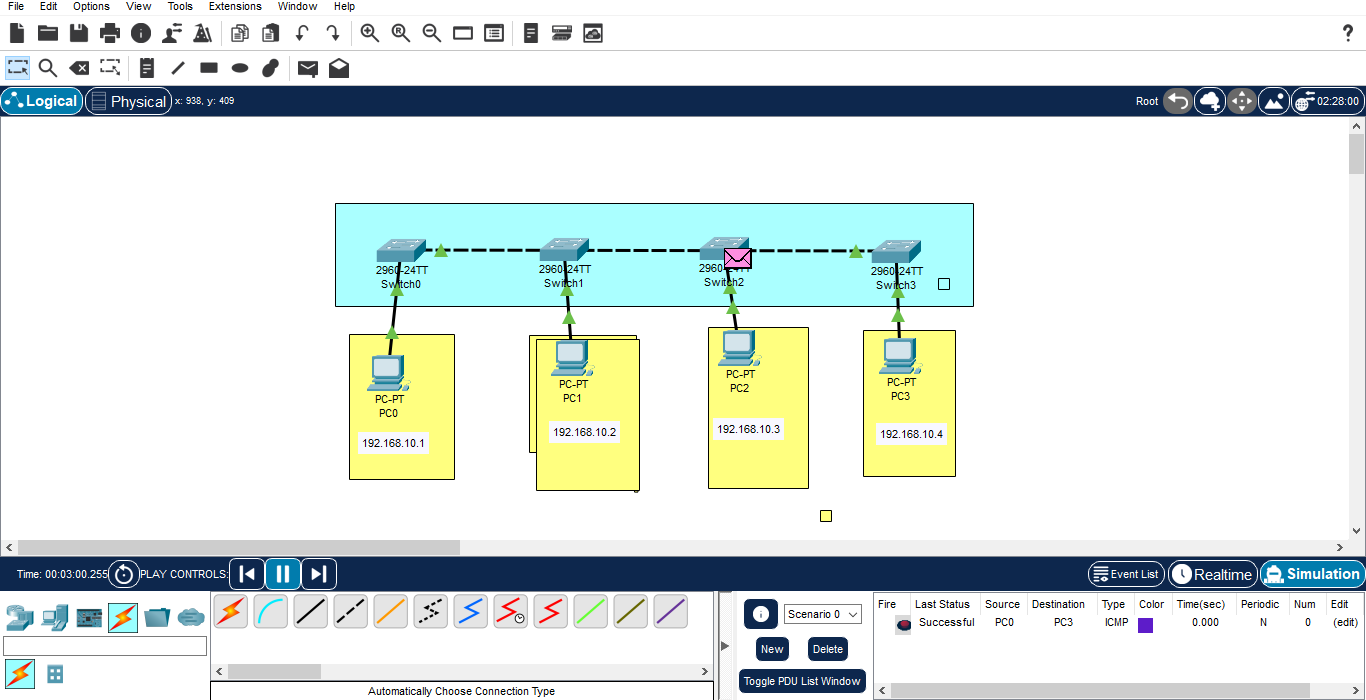 File Edit Options View Tools Extensions Window Help
Logical Physical x: 938, y: 409 Root 02:28:00
2960-24TT 2960-24TT 2960-24TT 2960-24TT
Switch0 Switch1 Switch2 Switch3
PC-PT PC-PT PC-PT PC-PT
PC0 PC1 PC2 PC3
192.168.10.1 192.168.10.2 192.168.10.3 192.168.10.4
Time: 00:03:00.255 PLAY CONTROLS: Event List Realtime Simulation
Scenario 0
New Delete
Toggle PDU List Window
Fire Last Status Source Destination Type Color Time(sec) Periodic Num Edit
Successful PC0 PC3 ICMP 0.000 N 0 (edit)
Automatically Choose Connection Type